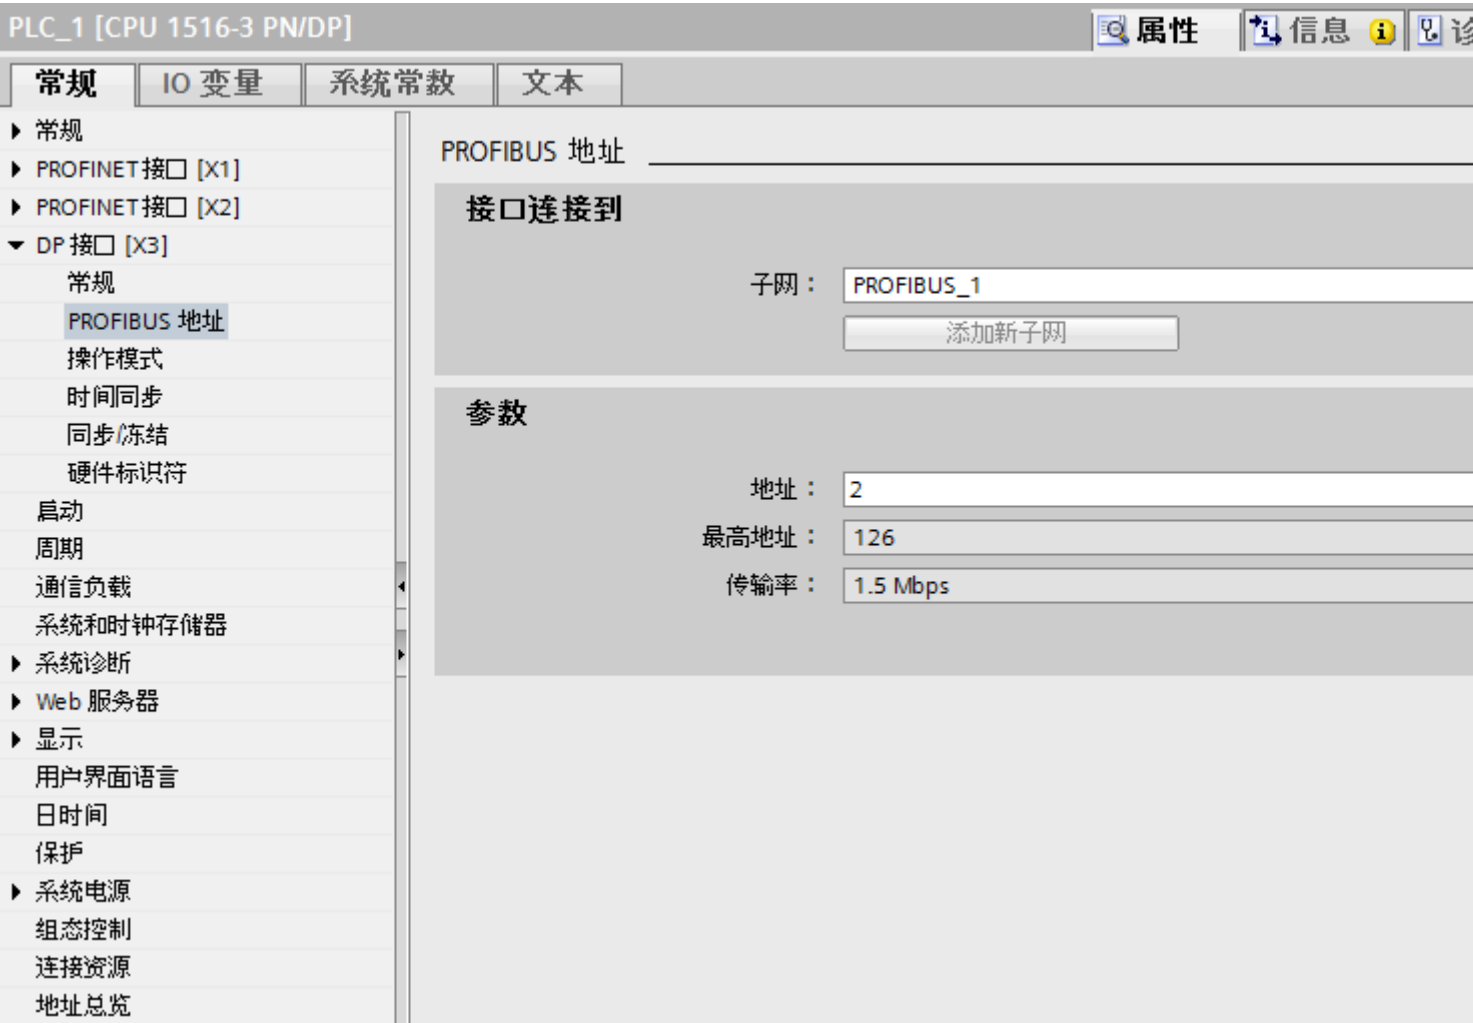 PLC_1 [CPU 1516-3 PN/DP]
属性
信息
诊
常规
IO 变量
系统常数
文本
常规
PROFINET接口 [X1]
PROFINET接口 [X2]
DP 接口 [X3]
常规
PROFIBUS 地址
操作模式
时间同步
同步/冻结
硬件标识符
启动
周期
通信负载
系统和时钟存储器
系统诊断
Web 服务器
显示
用户界面语言
日时间
保护
系统电源
组态控制
连接资源
地址总览
PROFIBUS 地址
接口连接到
子网： PROFIBUS_1
添加新子网
参数
地址： 2
最高地址： 126
传输率： 1.5 Mbps